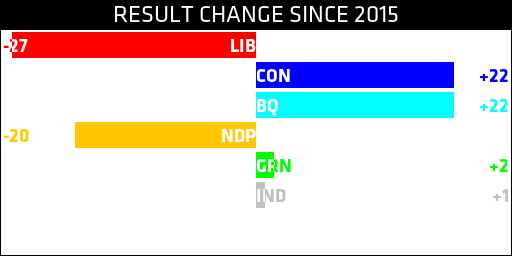 RESULT CHANGE SINCE 2015
-27 LIB
CON +22
BQ +22
-20 NDP
GRN +2
IND +1